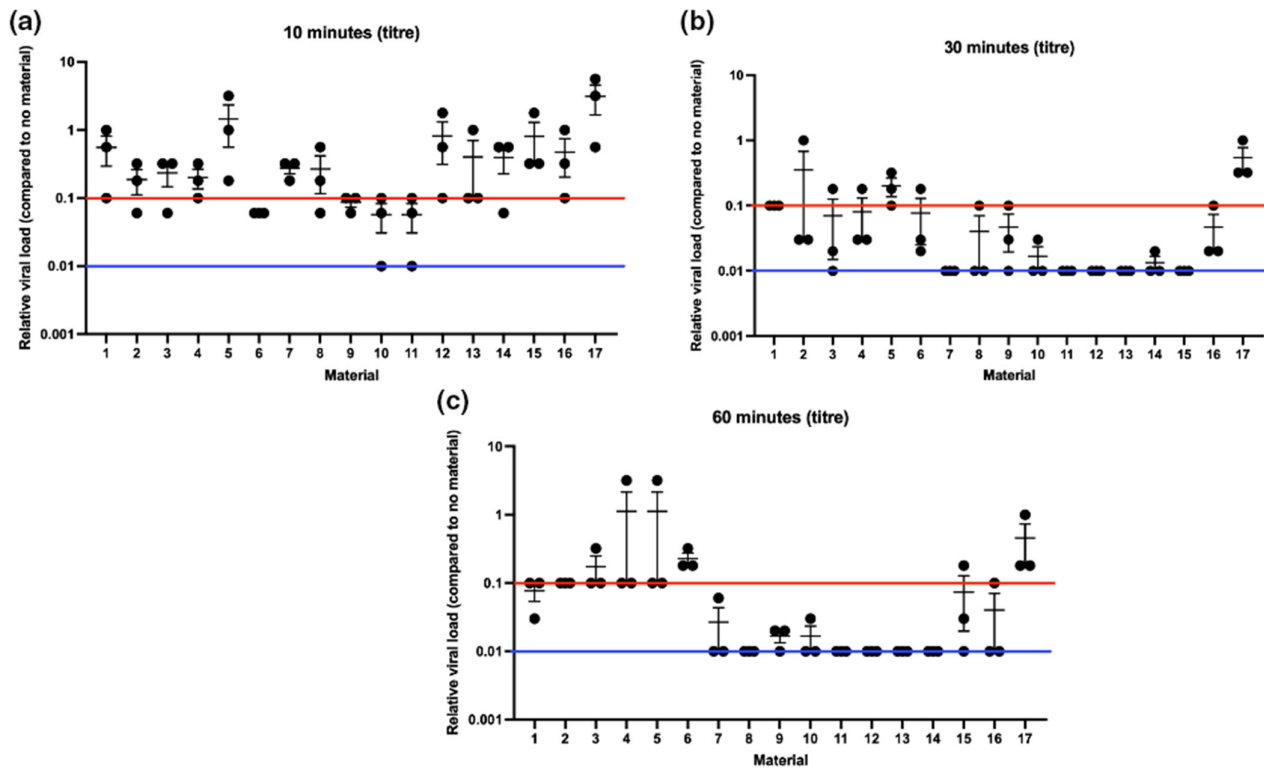 (a)
10 minutes (titre)
Relative viral load (compared to no material)
10
1
0.1
0.01
0.001
1 2 3 4 5 6 7 8 9 10 11 12 13 14 15 16 17
Material
(b)
30 minutes (titre)
Relative viral load (compared to no material)
10
1
0.1
0.01
0.001
1 2 3 4 5 6 7 8 9 10 11 12 13 14 15 16 17
Material
(c)
60 minutes (titre)
Relative viral load (compared to no material)
10
1
0.1
0.01
0.001
1 2 3 4 5 6 7 8 9 10 11 12 13 14 15 16 17
Material